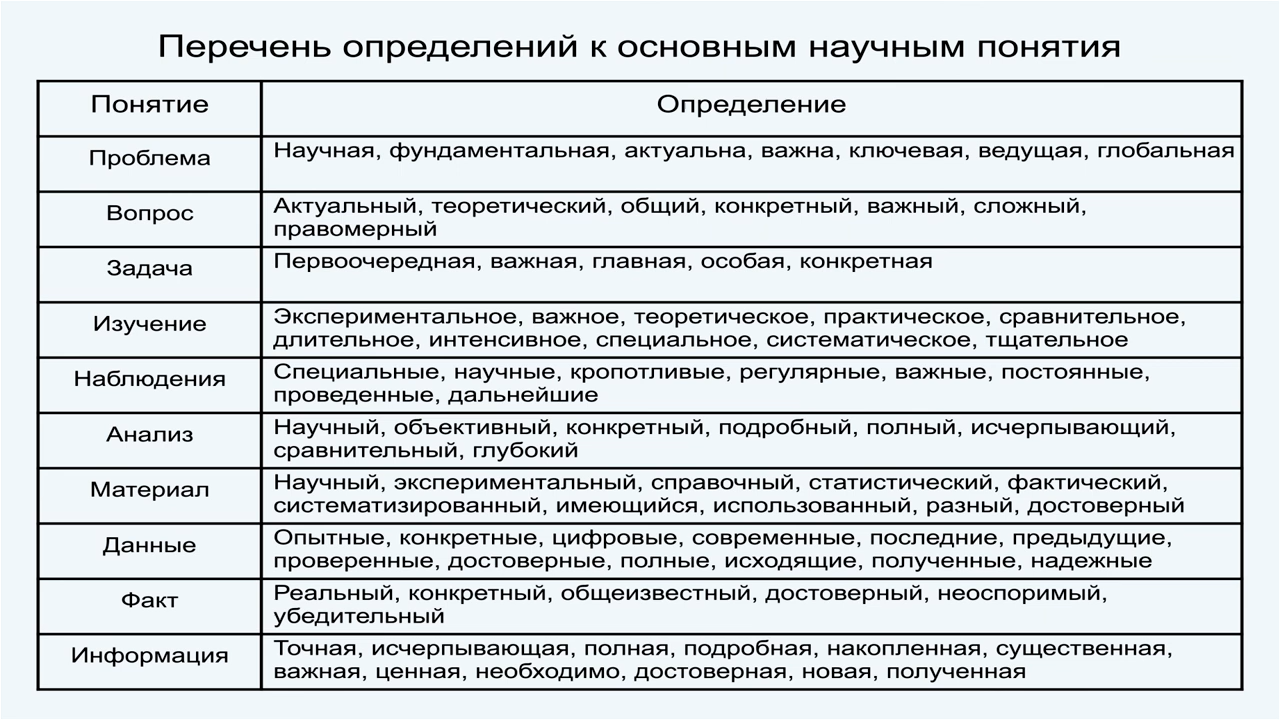 Перечень определений к основным научным понятия
Понятие
Определение
Проблема
Научная, фундаментальная, актуальна, важна, ключевая, ведущая, глобальная
Вопрос
Актуальный, теоретический, общий, конкретный, важный, сложный,
правомерный
Задача
Первоочередная, важная, главная, особая, конкретная
Изучение
Экспериментальное, важное, теоретическое, практическое, сравнительное,
длительное, интенсивное, специальное, систематическое, тщательное
Наблюдения
Специальные, научные, кропотливые, регулярные, важные, постоянные,
проведенные, дальнейшие
Анализ
Научный, объективный, конкретный, подробный, полный, исчерпывающий,
сравнительный, глубокий
Материал
Научный, экспериментальный, справочный, статистический, фактический,
систематизированный, имеющийся, использованный, разный, достоверный
Данные
Опытные, конкретные, цифровые, современные, последние, предыдущие,
проверенные, достоверные, полные, исходящие, полученные, надежные
Факт
Реальный, конкретный, общеизвестный, достоверный, неоспоримый,
убедительный
Информация
Точная, исчерпывающая, полная, подробная, накопленная, существенная,
важная, ценная, необходимо, достоверная, новая, полученная